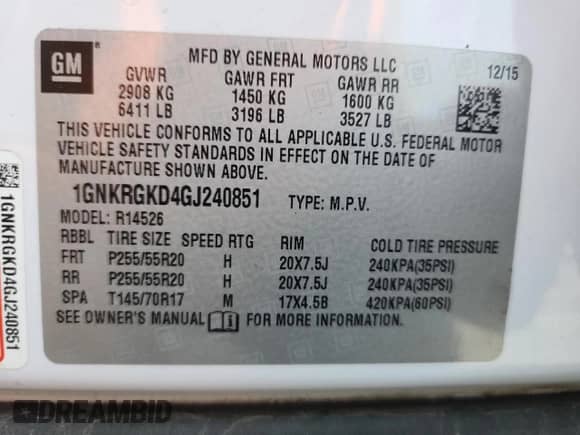 GM
MFD BY GENERAL MOTORS LLC
12/15
GVWR GAWR FRT GAWR RR
2908 KG 1450 KG 1600 KG
6411 LB 3196 LB 3527 LB
THIS VEHICLE CONFORMS TO ALL APPLICABLE U.S. FEDERAL MOTOR
VEHICLE SAFETY STANDARDS IN EFFECT ON THE DATE OF
MANUFACTURE SHOWN ABOVE.
1GNKRGKD4GJ240851 TYPE: M.P.V.
MODEL: R14526
RBBL TIRE SIZE SPEED RTG RIM COLD TIRE PRESSURE
FRT P255/55R20 H 20X7.5J 240KPA(35PSI)
RR P255/55R20 H 20X7.5J 240KPA(35PSI)
SPA T145/70R17 M 17X4.5B 420KPA(60PSI)
SEE OWNER'S MANUAL FOR MORE INFORMATION.
1GNKRGKD4GJ240851
DREAMBID